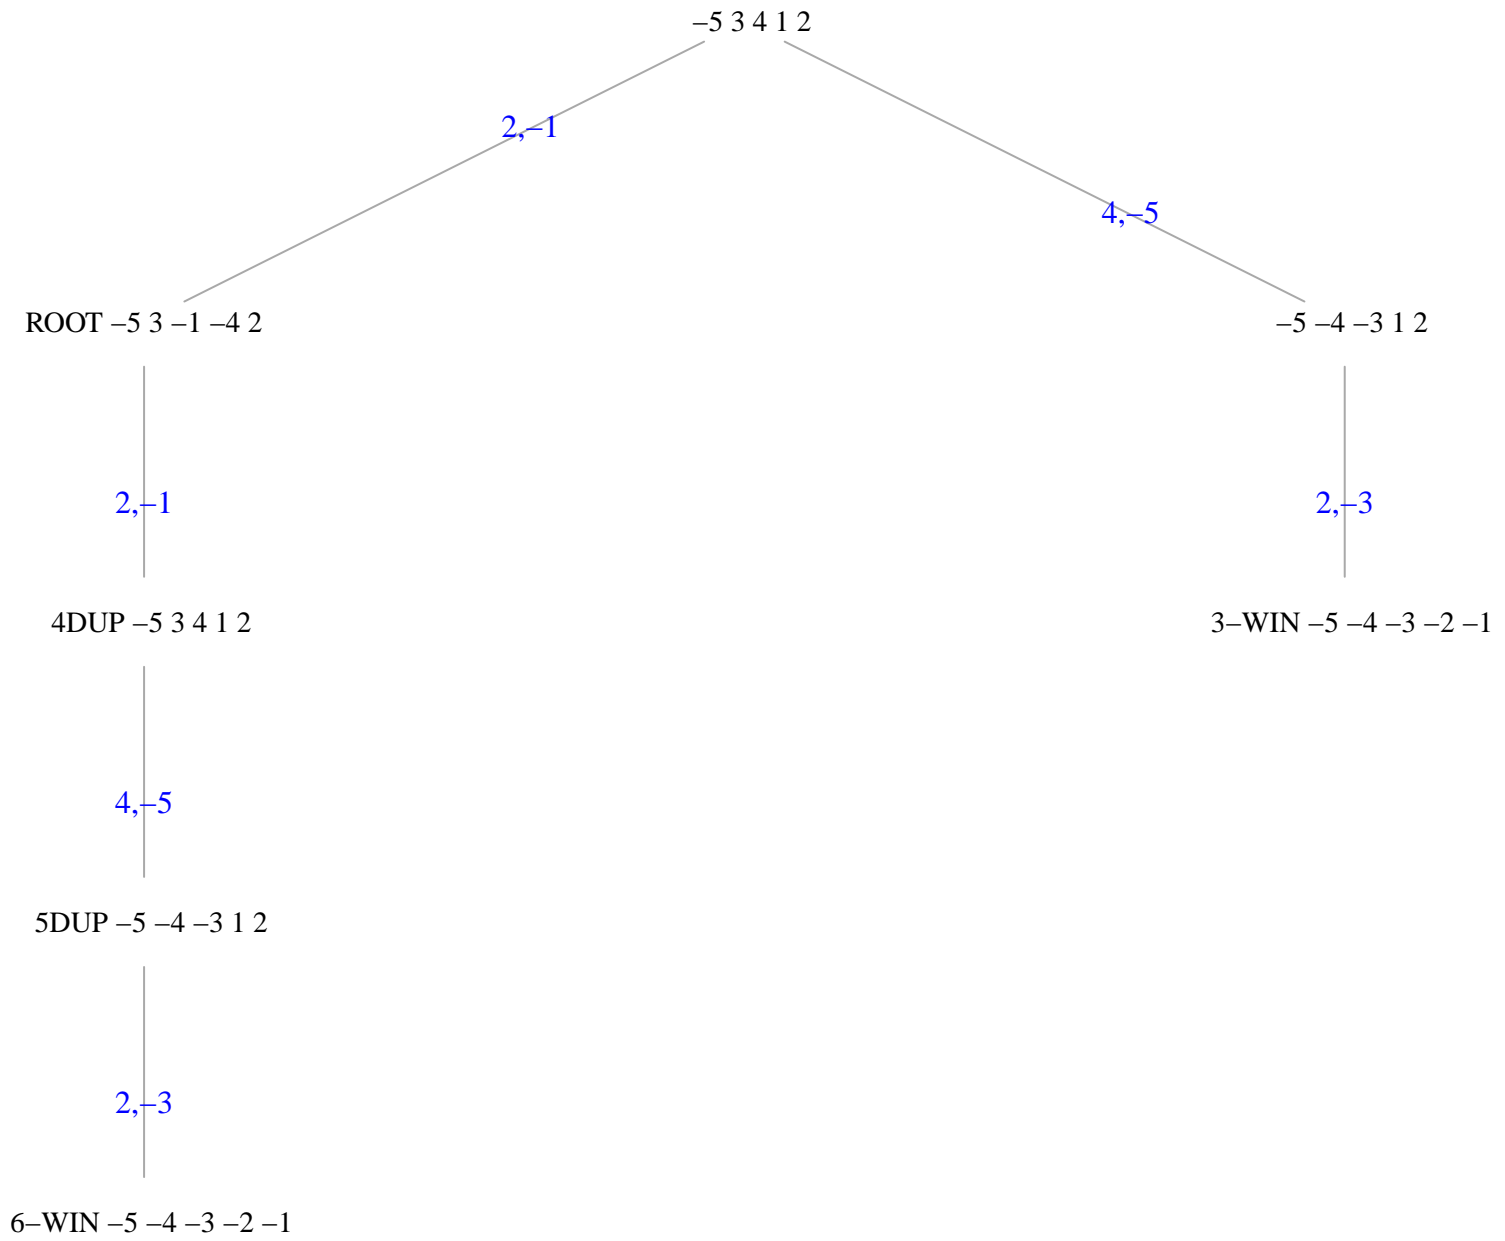 –5 3 4 1 2
2,–1
4,–5
ROOT –5 3 –1 –4 2
–5 –4 –3 1 2
2,–1
2,–3
4DUP –5 3 4 1 2
3–WIN –5 –4 –3 –2 –1
4,–5
5DUP –5 –4 –3 1 2
2,–3
6–WIN –5 –4 –3 –2 –1